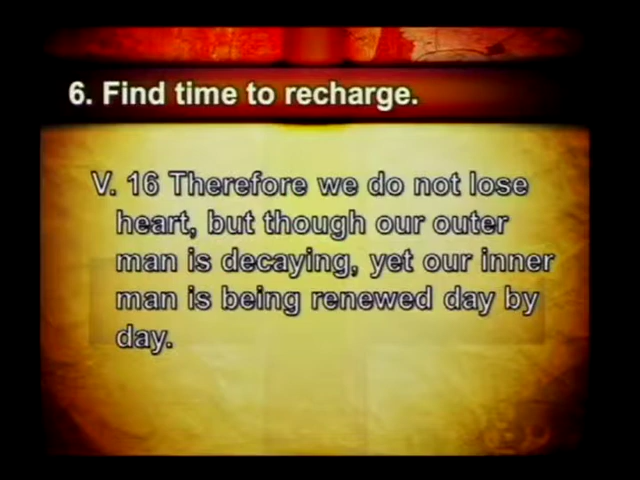 6. Find time to recharge.
V. 16 Therefore we do not lose
heart, but though our outer
man is decaying, yet our inner
man is being renewed day by
day.